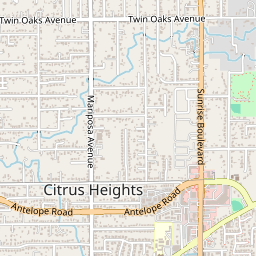 Twin Oaks Avenue
Twin Oaks Avenue
Mariposa Avenue
Sunrise Boulevard
Citrus Heights
Antelope Road
Antelope Road